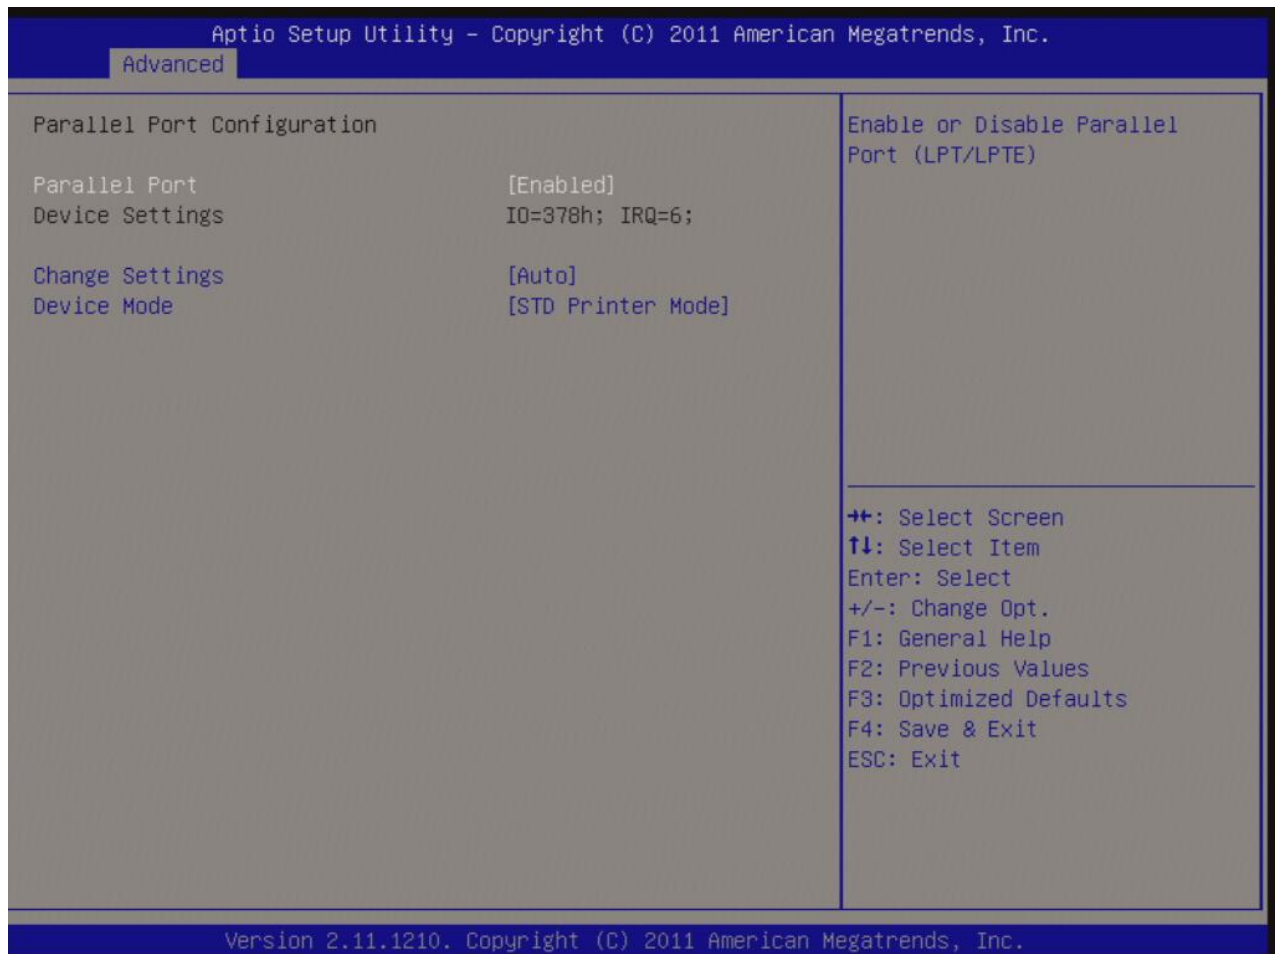 Aptio Setup Utility – Copyright (C) 2011 American Megatrends, Inc.
Advanced
Parallel Port Configuration
Parallel Port [Enabled]
Device Settings IO=378h; IRQ=6;
Change Settings [Auto]
Device Mode [STD Printer Mode]
Enable or Disable Parallel
Port (LPT/LPTE)
→←: Select Screen
↑↓: Select Item
Enter: Select
+/-: Change Opt.
F1: General Help
F2: Previous Values
F3: Optimized Defaults
F4: Save & Exit
ESC: Exit
Version 2.11.1210. Copyright (C) 2011 American Megatrends, Inc.